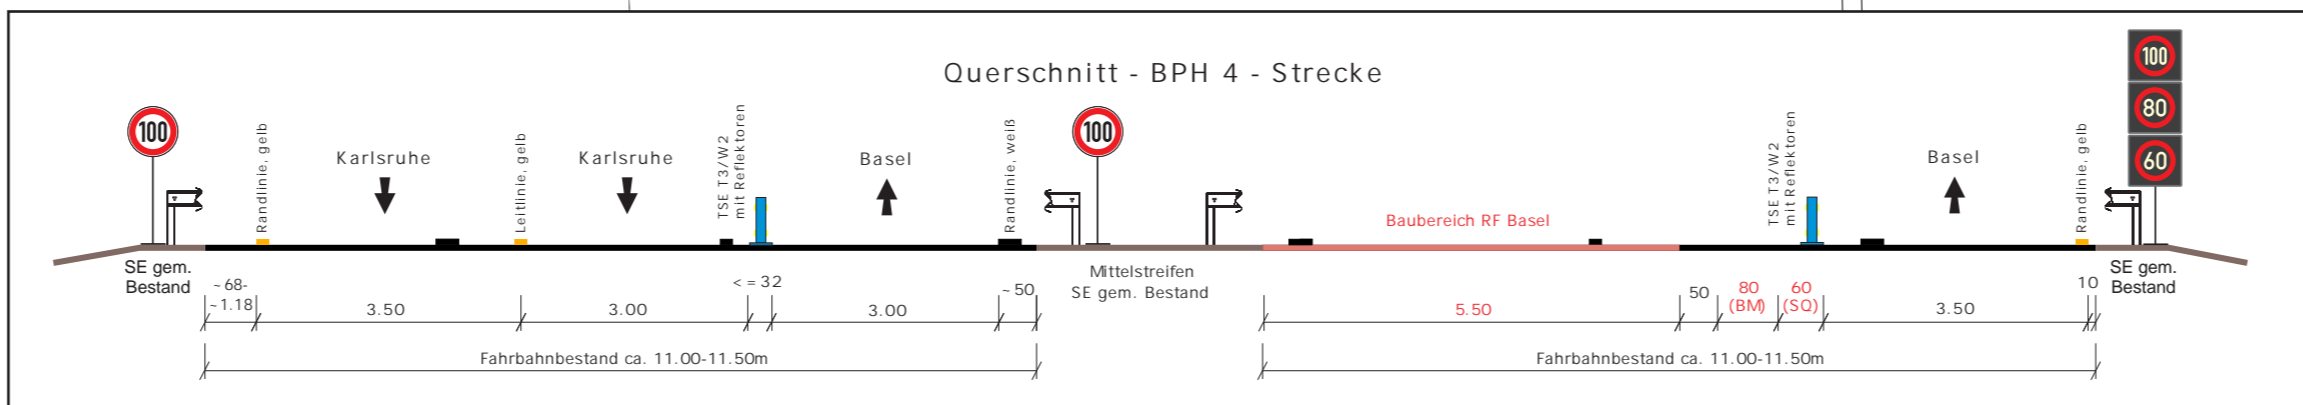 Querschnitt - BPH 4 - Strecke
100
Randlinie, gelb
Karlsruhe
Leitlinie, gelb
Karlsruhe
TSE T3/W2
mit Reflektoren
Basel
Randlinie, weiß
100
Baubereich RF Basel
TSE T3/W2
mit Reflektoren
Basel
Randlinie, gelb
100
80
60
SE gem.
Bestand
Mittelstreifen
SE gem. Bestand
SE gem.
Bestand
~68-
~1.18
3.50
3.00
< = 32
3.00
~50
5.50
50
80
(BM)
60
(SQ)
3.50
10
Fahrbahnbestand ca. 11.00-11.50m
Fahrbahnbestand ca. 11.00-11.50m